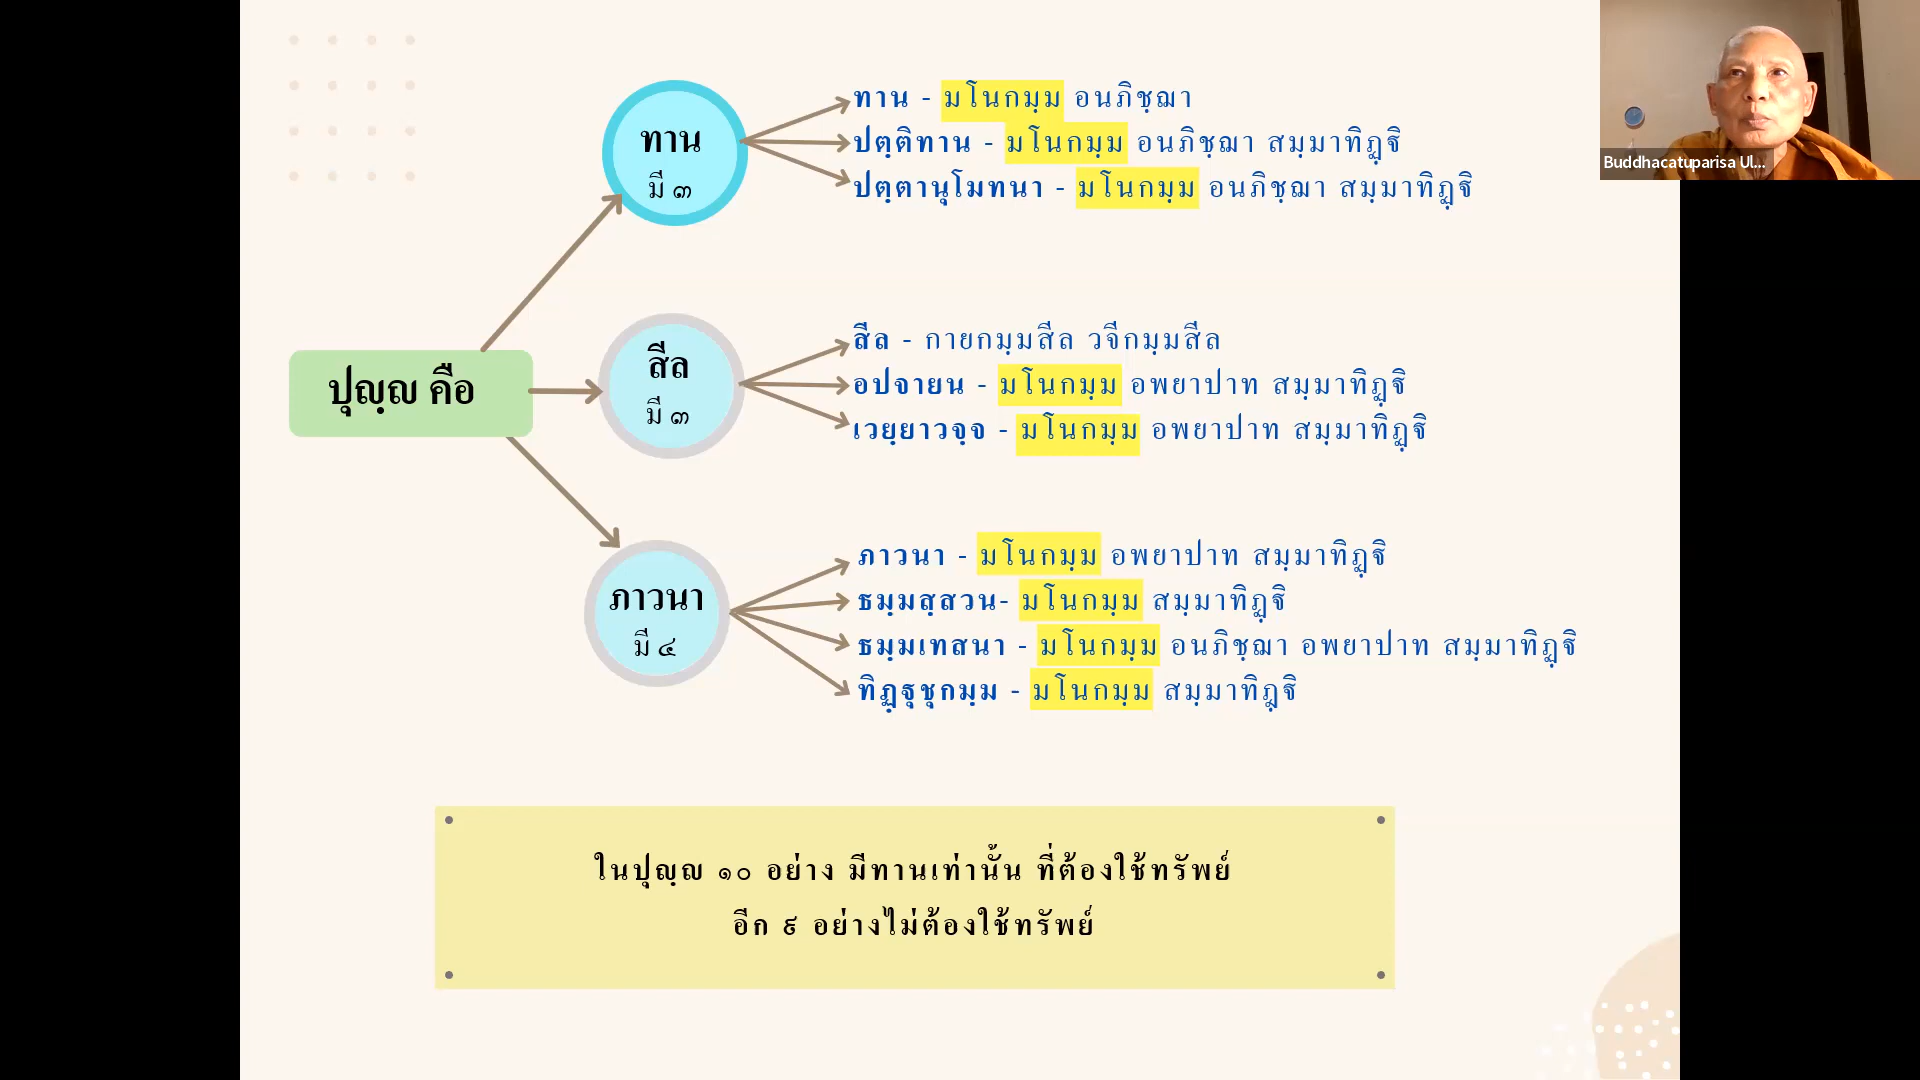 ปุญฺญ คือ
ทาน
มี ๓
ทาน - มโนกมฺม อนภิชฺฌา
ปตฺติทาน - มโนกมฺม อนภิชฺฌา สมฺมาทิฏฺฐิ
ปตฺตานุโมทนา - มโนกมฺม อนภิชฺฌา สมฺมาทิฏฺฐิ
สีล
มี ๓
สีล - กายกมฺมสีล วจีกมฺมสีล
อปจายน - มโนกมฺม อพยาปาท สมฺมาทิฏฺฐิ
เวยฺยาวจฺจ - มโนกมฺม อพยาปาท สมฺมาทิฏฺฐิ
ภาวนา
มี ๔
ภาวนา - มโนกมฺม อพยาปาท สมฺมาทิฏฺฐิ
ธมฺมสฺสวน- มโนกมฺม สมฺมาทิฏฺฐิ
ธมฺมเทสนา - มโนกมฺม อนภิชฺฌา อพยาปาท สมฺมาทิฏฺฐิ
ทิฏฺฐุชุกมฺม - มโนกมฺม สมฺมาทิฏฺฐิ
ในปุญฺญ ๑๐ อย่าง มีทานเท่านั้น ที่ต้องใช้ทรัพย์
อีก ๙ อย่างไม่ต้องใช้ทรัพย์
Buddhacatuparisa Ul...